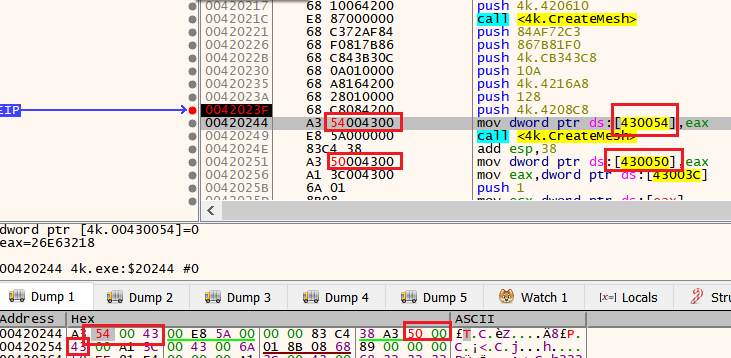 00420217 68 10064200 push 4k.420610
0042021C E8 87000000 call <4k.CreateMesh>
00420221 68 C372AF84 push 84AF72C3
00420226 68 F0817B86 push 867B81F0
0042022B 68 C843B30C push 4k.CB343C8
00420230 68 0A010000 push 10A
00420235 68 A8164200 push 4k.4216A8
0042023A 68 28010000 push 128
EIP 0042023F 68 C8084200 push 4k.4208C8
00420244 A3 54004300 mov dword ptr ds:[430054],eax
00420249 E8 5A000000 call <4k.CreateMesh>
0042024E 83C4 38 add esp,38
00420251 A3 50004300 mov dword ptr ds:[430050],eax
00420256 A1 3C004300 mov eax,dword ptr ds:[43003C]
0042025B 6A 01 push 1
dword ptr [4k.00430054]=0
eax=26E63218
00420244 4k.exe:$20244 #0
Dump 1 Dump 2 Dump 3 Dump 4 Dump 5 Watch 1 [x]= Locals Stru
Address Hex ASCII
00420244 A3 54 00 43 00 E8 5A 00 00 00 83 C4 38 A3 50 00 £T.C.èZ....Ä8£P.
00420254 43 00 A1 3C 00 43 00 6A 01 8B 08 68 89 00 00 00 C.¡<.C.j...h....